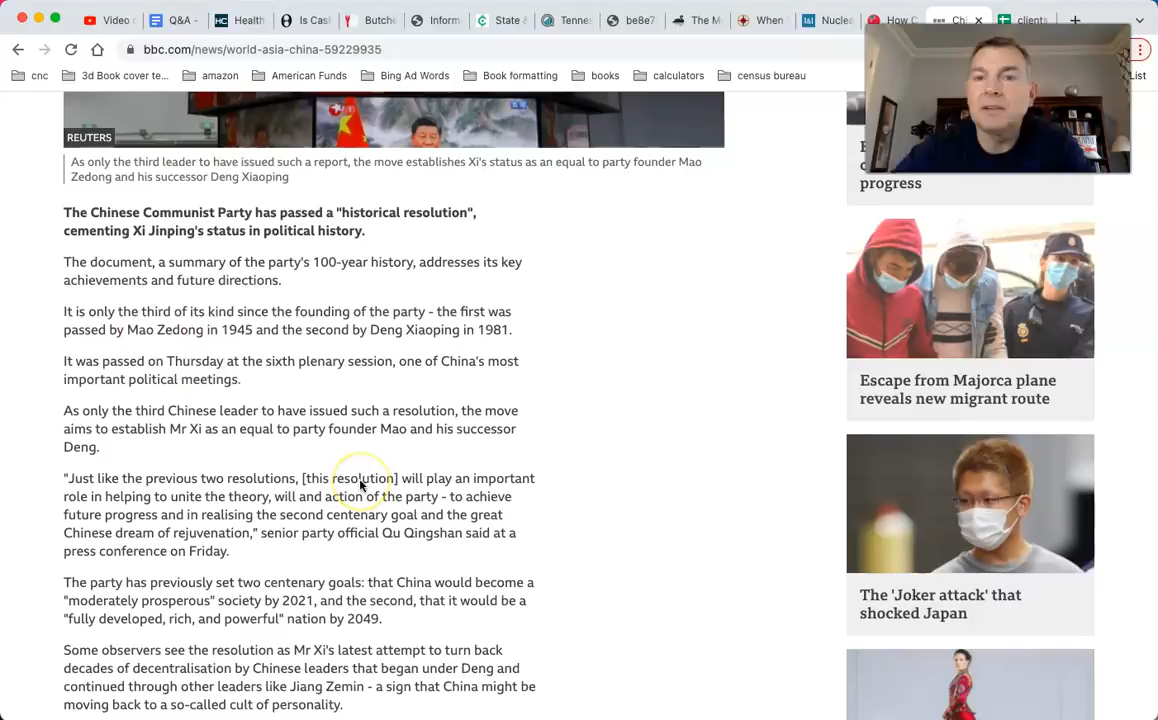 Video c
Q&A -
Health
Is Cas
Butche
Inform
State &
Tennes
be8e7
The M
When
Nuclea
How C
Chi
clients
bbc.com/news/world-asia-china-59229935
cnc
3d Book cover te...
amazon
American Funds
Bing Ad Words
Book formatting
books
calculators
census bureau
List
REUTERS
As only the third leader to have issued such a report, the move establishes Xi's status as an equal to party founder Mao
Zedong and his successor Deng Xiaoping
The Chinese Communist Party has passed a "historical resolution",
cementing Xi Jinping's status in political history.
The document, a summary of the party's 100-year history, addresses its key
achievements and future directions.
It is only the third of its kind since the founding of the party - the first was
passed by Mao Zedong in 1945 and the second by Deng Xiaoping in 1981.
It was passed on Thursday at the sixth plenary session, one of China's most
important political meetings.
As only the third Chinese leader to have issued such a resolution, the move
aims to establish Mr Xi as an equal to party founder Mao and his successor
Deng.
"Just like the previous two resolutions, [this resolution] will play an important
role in helping to unite the theory, will and action of the party - to achieve
future progress and in realising the second centenary goal and the great
Chinese dream of rejuvenation," senior party official Qu Qingshan said at a
press conference on Friday.
The party has previously set two centenary goals: that China would become a
"moderately prosperous" society by 2021, and the second, that it would be a
"fully developed, rich, and powerful" nation by 2049.
Some observers see the resolution as Mr Xi's latest attempt to turn back
decades of decentralisation by Chinese leaders that began under Deng and
continued through other leaders like Jiang Zemin - a sign that China might be
moving back to a so-called cult of personality.
progress
Escape from Majorca plane
reveals new migrant route
The 'Joker attack' that
shocked Japan